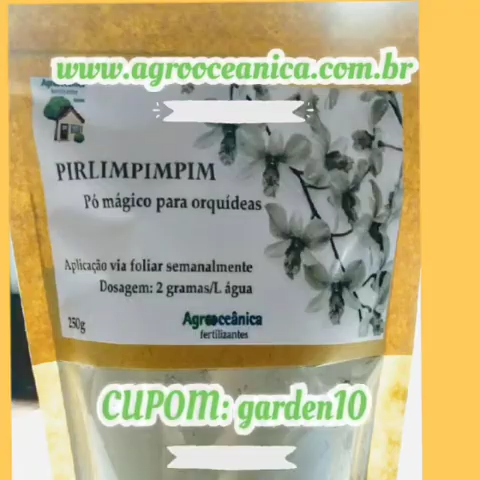 www.agrooceanica.com.br
Agrooceânica
PIRLIMPIMPIM
Pó mágico para orquídeas
Aplicação via foliar semanalmente
Dosagem: 2 gramas/L água
250g
Agrooceânica
fertilizantes
CUPOM: garden10